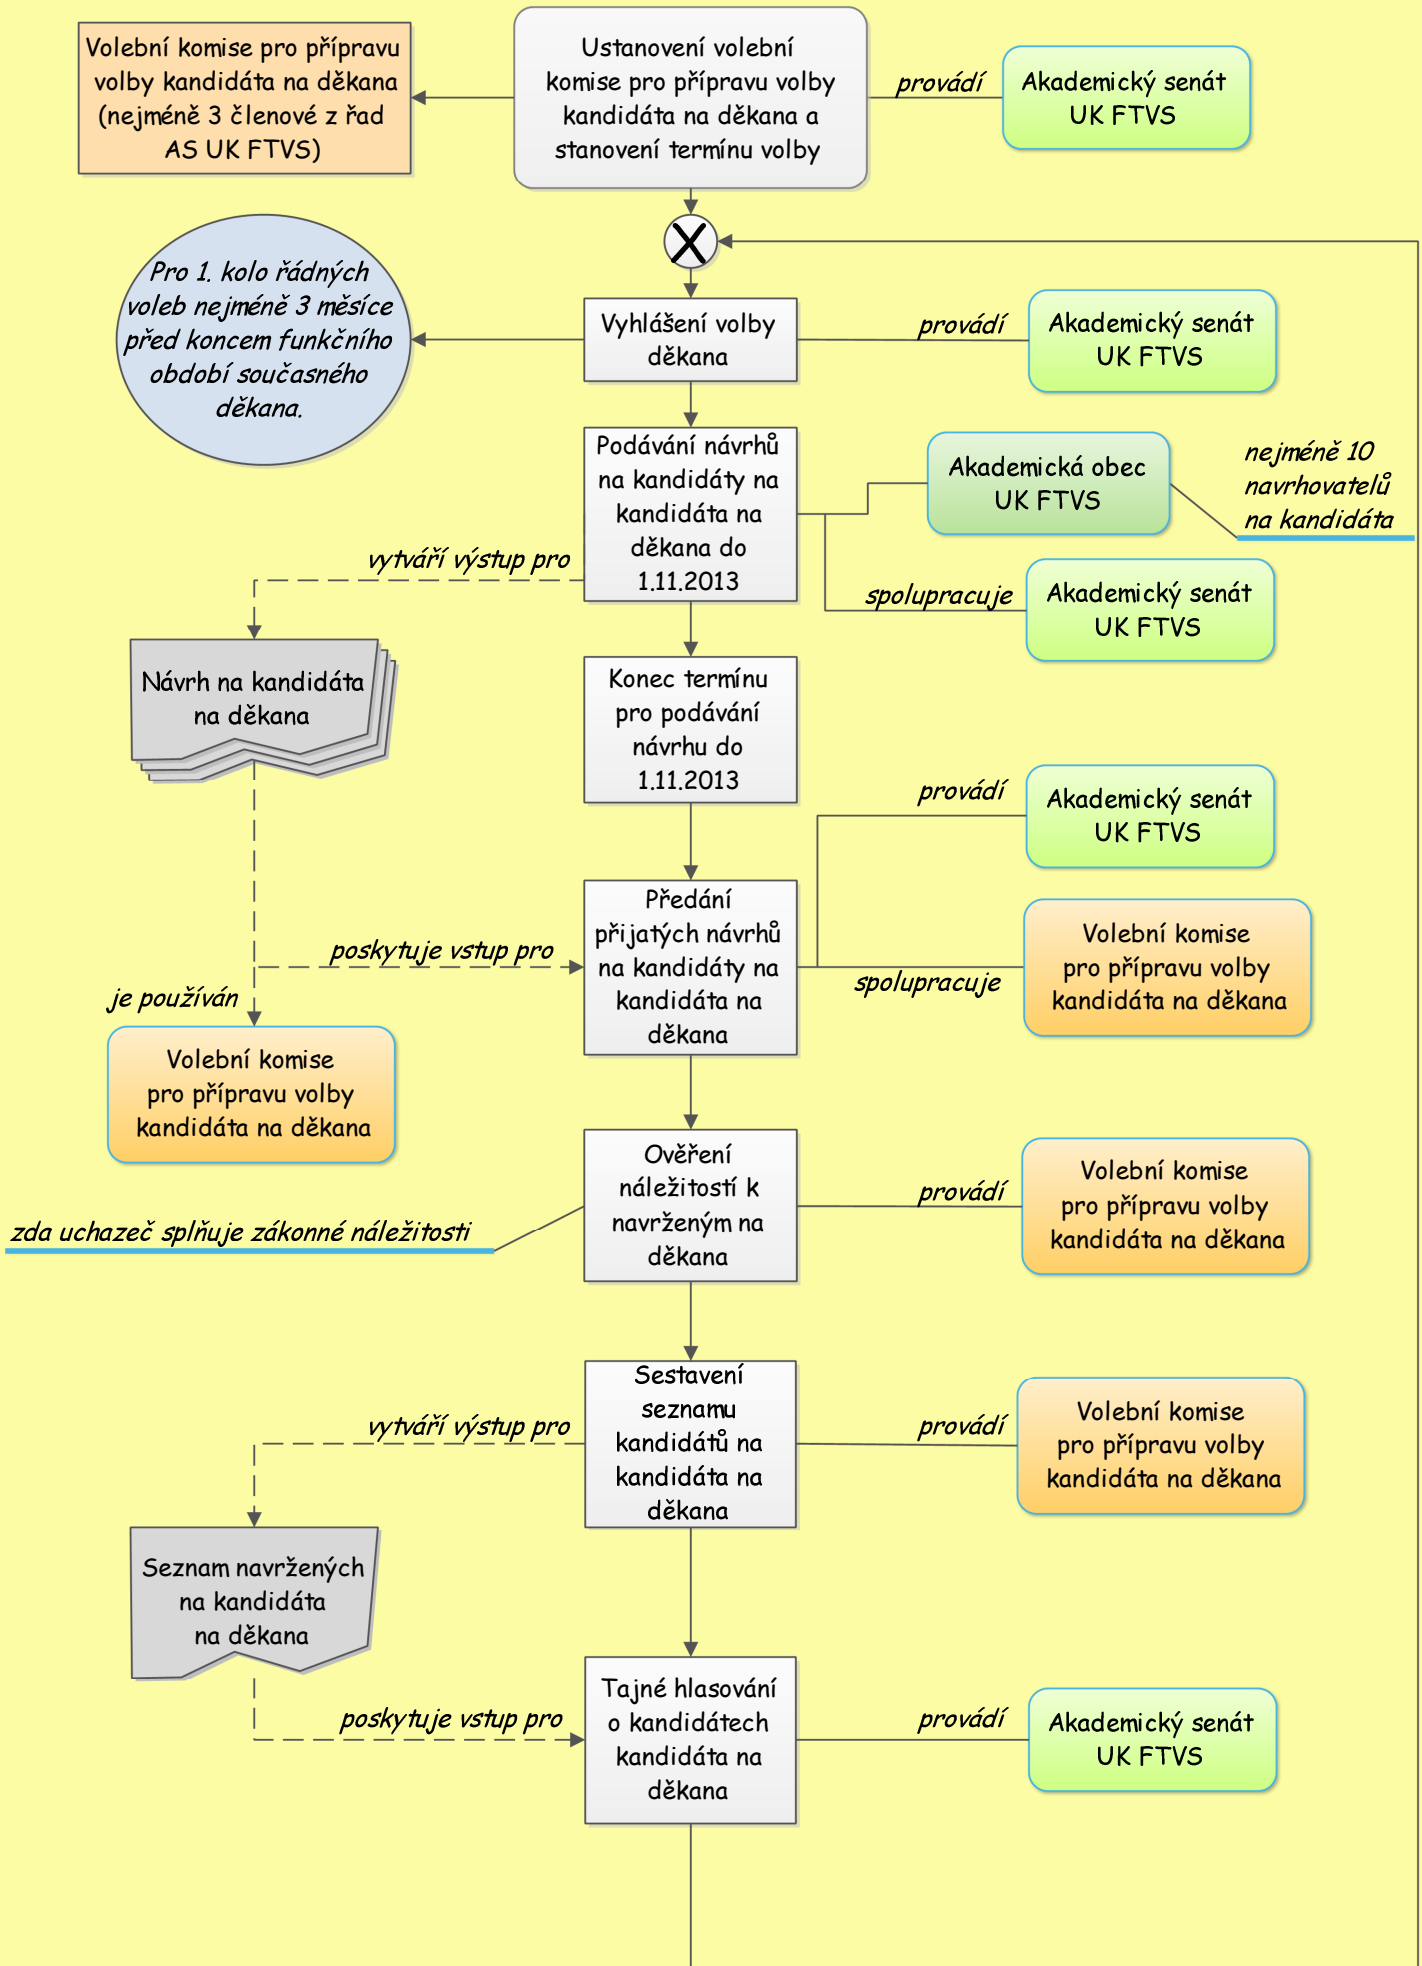 Volební komise pro přípravu
volby kandidáta na děkana
(nejméně 3 členové z řad
AS UK FTVS)
Ustanovení volební
komise pro přípravu volby
kandidáta na děkana a
stanovení termínu volby
provádí
Akademický senát
UK FTVS
X
Pro 1. kolo řádných
voleb nejméně 3 měsíce
před koncem funkčního
období současného
děkana.
Vyhlášení volby
děkana
provádí
Akademický senát
UK FTVS
Podávání návrhů
na kandidáty na
kandidáta na
děkana do
1.11.2013
Akademická obec
UK FTVS
nejméně 10
navrhovatelů
na kandidáta
vytváří výstup pro
spolupracuje
Akademický senát
UK FTVS
Návrh na kandidáta
na děkana
Konec termínu
pro podávání
návrhu do
1.11.2013
provádí
Akademický senát
UK FTVS
poskytuje vstup pro
Předání
přijatých návrhů
na kandidáty na
kandidáta na
děkana
spolupracuje
Volební komise
pro přípravu volby
kandidáta na děkana
je používán
Volební komise
pro přípravu volby
kandidáta na děkana
zda uchazeč splňuje zákonné náležitosti
Ověření
náležitostí k
navrženým na
děkana
provádí
Volební komise
pro přípravu volby
kandidáta na děkana
vytváří výstup pro
Sestavení
seznamu
kandidátů na
kandidáta na
děkana
provádí
Volební komise
pro přípravu volby
kandidáta na děkana
Seznam navržených
na kandidáta
na děkana
poskytuje vstup pro
Tajné hlasování
o kandidátech
kandidáta na
děkana
provádí
Akademický senát
UK FTVS